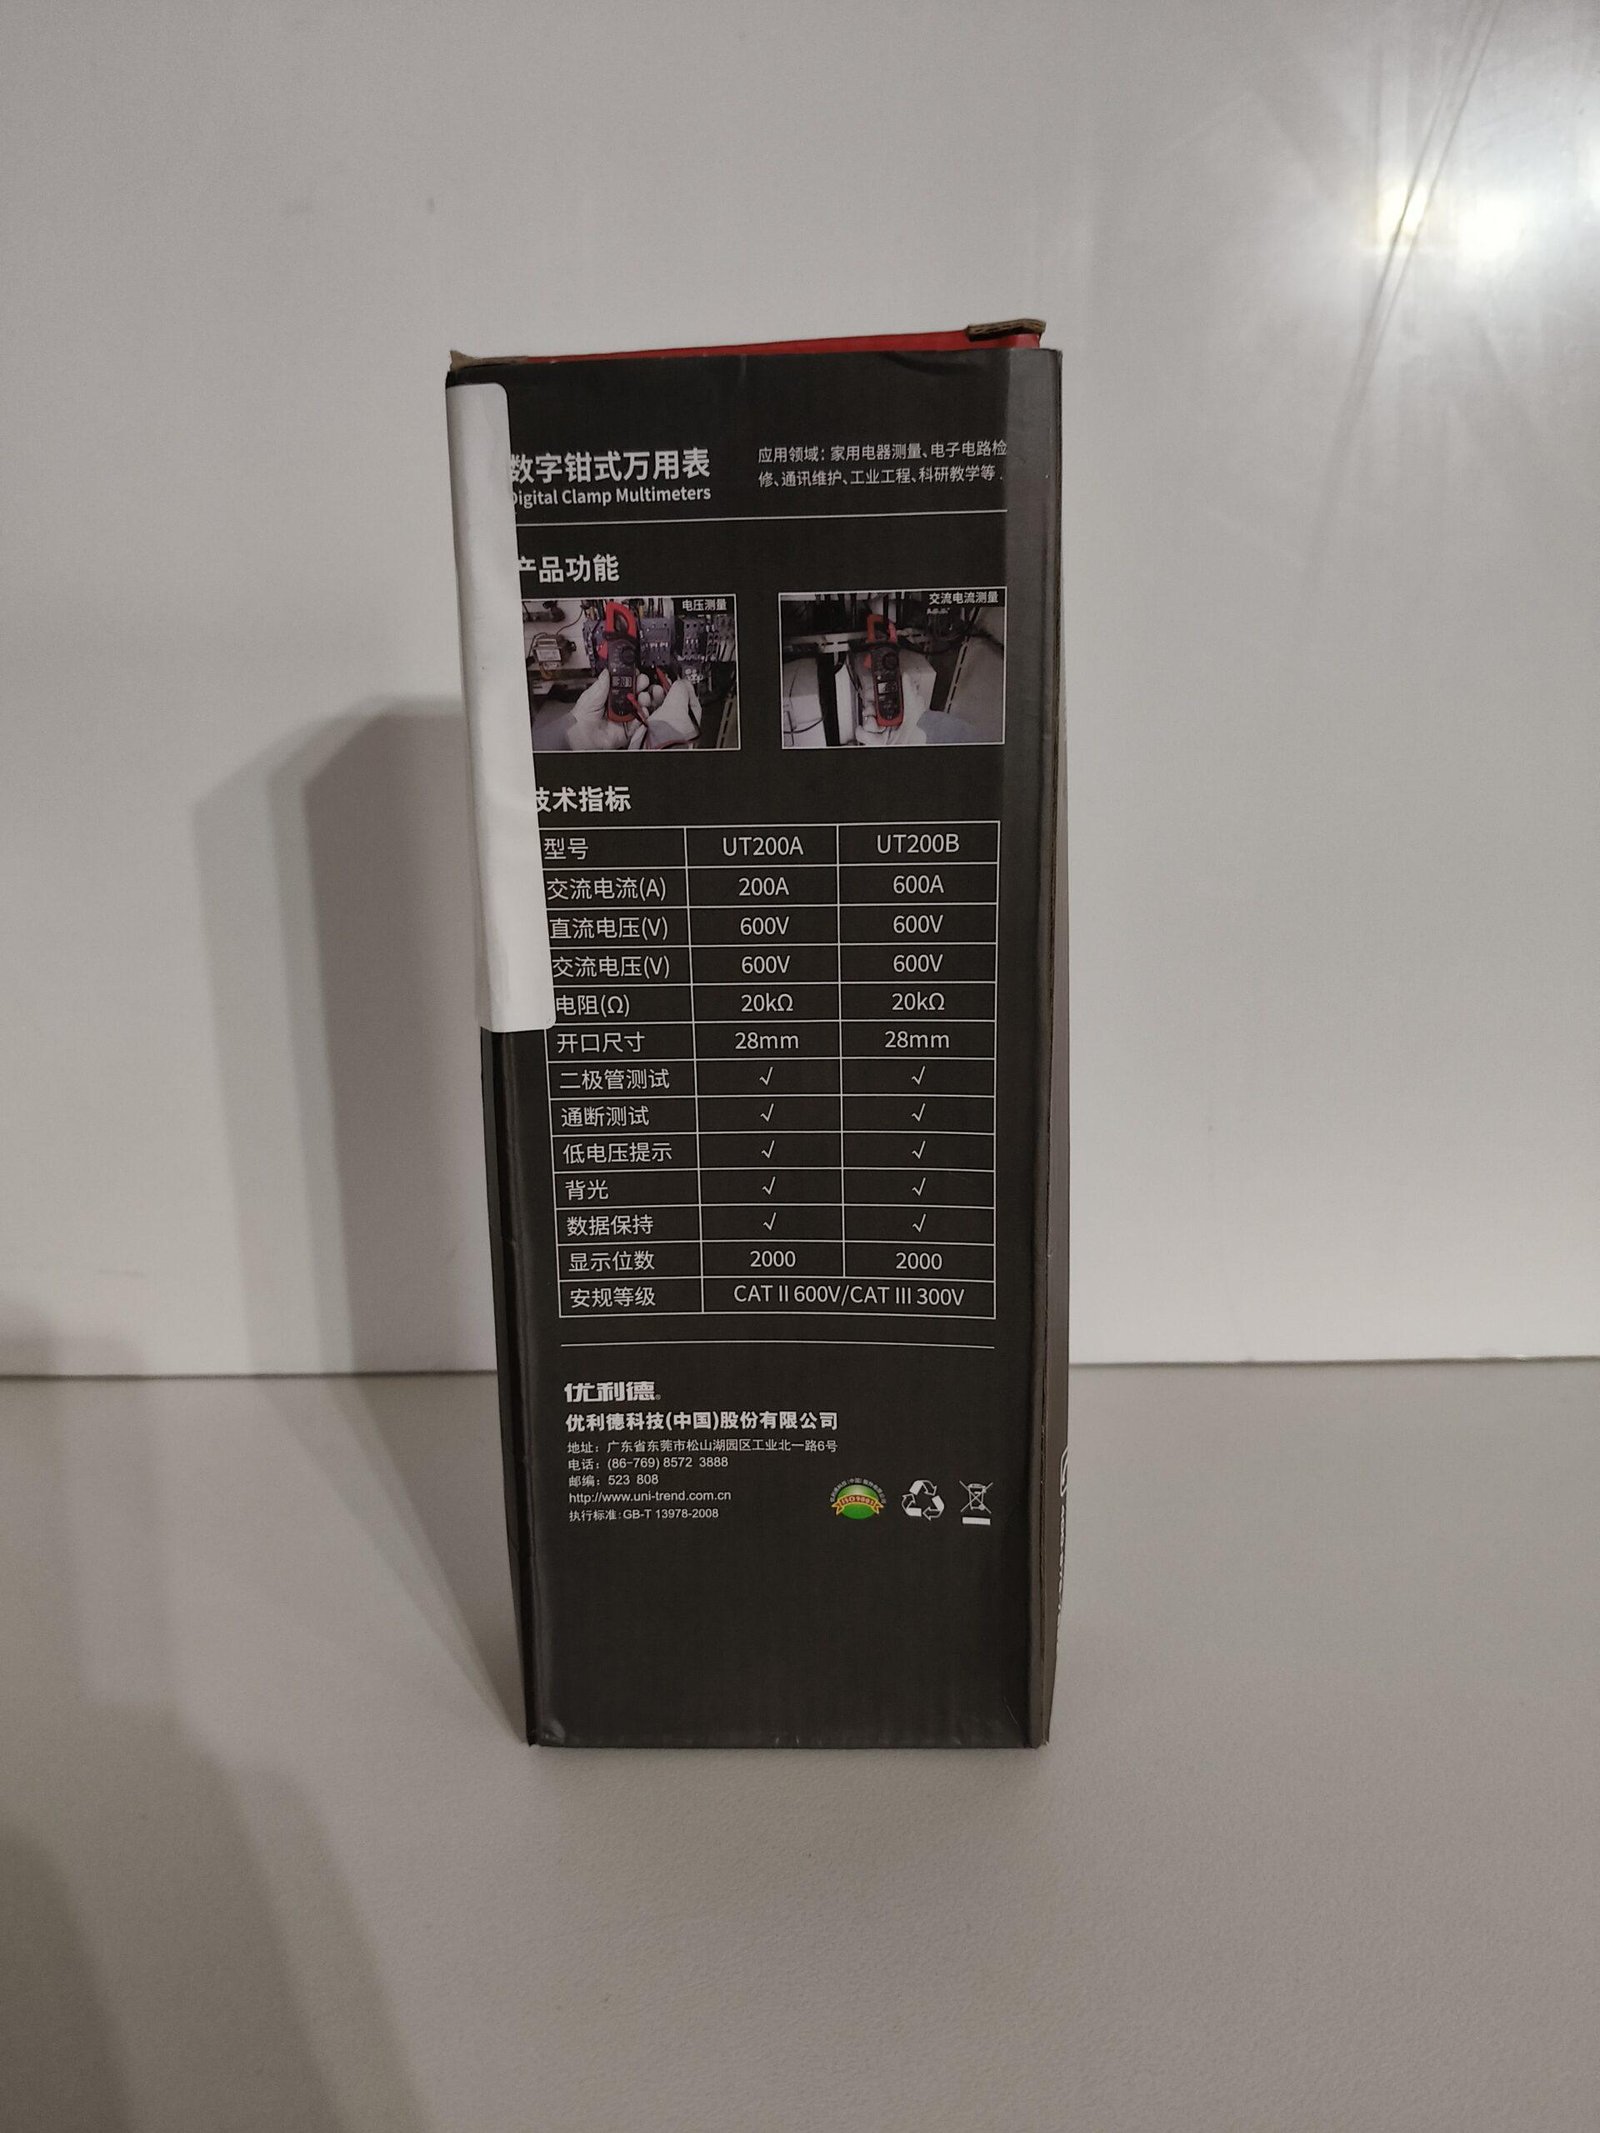 数字钳式万用表
Digital Clamp Multimeters
应用领域：家用电器测量、电子电路检
修、通讯维护、工业工程、科研教学等．
产品功能
电压测量
交流电流测量
技术指标
型号 UT200A UT200B
交流电流(A) 200A 600A
直流电压(V) 600V 600V
交流电压(V) 600V 600V
电阻(Ω) 20kΩ 20kΩ
开口尺寸 28mm 28mm
二极管测试 √ √
通断测试 √ √
低电压提示 √ √
背光 √ √
数据保持 √ √
显示位数 2000 2000
安规等级 CAT II 600V/CAT III 300V
优利德®
优利德科技(中国)股份有限公司
地址：广东省东莞市松山湖园区工业北一路6号
电话：(86-769) 8572 3888
邮编：523 808
http://www.uni-trend.com.cn
执行标准：GB-T 13978-2008
ISO 9001